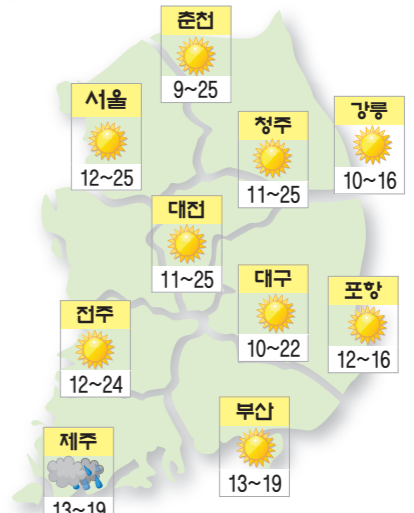 춘천
9~25
서울
12~25
청주
11~25
강릉
10~16
대전
11~25
대구
10~22
포항
12~16
전주
12~24
부산
13~19
제주
13~19